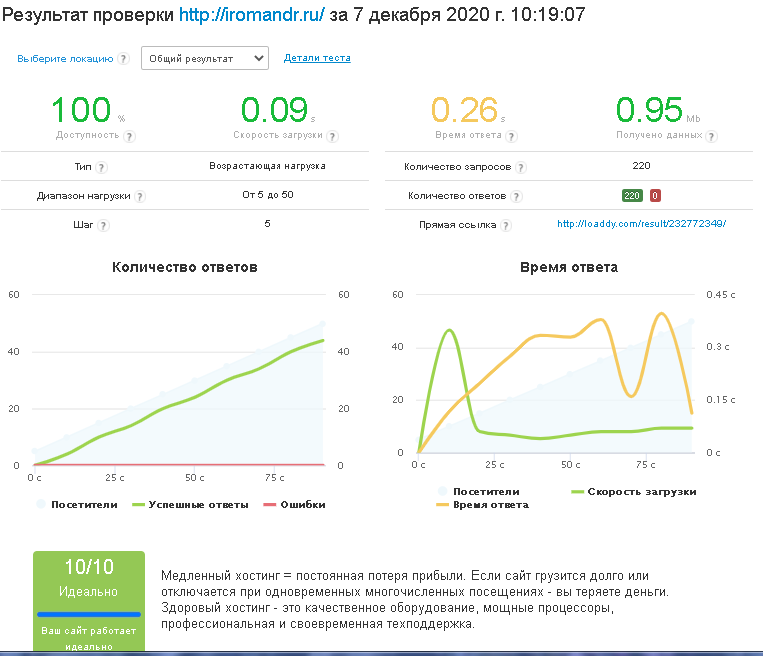 Результат проверки http://iromandr.ru/ за 7 декабря 2020 г. 10:19:07
Выберите локацию ? Общий результат Детали теста
100 % 0.09 s 0.26 s 0.95 Mb
Доступность ? Скорость загрузки ? Время ответа ? Получено данных ?
Тип ? Возрастающая нагрузка Количество запросов ? 220
Диапазон нагрузки ? От 5 до 50 Количество ответов ? 220 0
Шаг ? 5 Прямая ссылка ? http://loaddy.com/result/232772349/
Количество ответов Время ответа
60 60 60 0.45 с
40 40 40 0.3 с
20 20 20 0.15 с
0 0 0 0 с
0 с 25 с 50 с 75 с 0 с 25 с 50 с 75 с
Посетители Успешные ответы Ошибки Посетители Скорость загрузки
Время ответа
10/10
Идеально
Ваш сайт работает
идеально
Медленный хостинг = постоянная потеря прибыли. Если сайт грузится долго или
отключается при одновременных многочисленных посещениях - вы теряете деньги.
Здоровый хостинг - это качественное оборудование, мощные процессоры,
профессиональная и своевременная техподдержка.